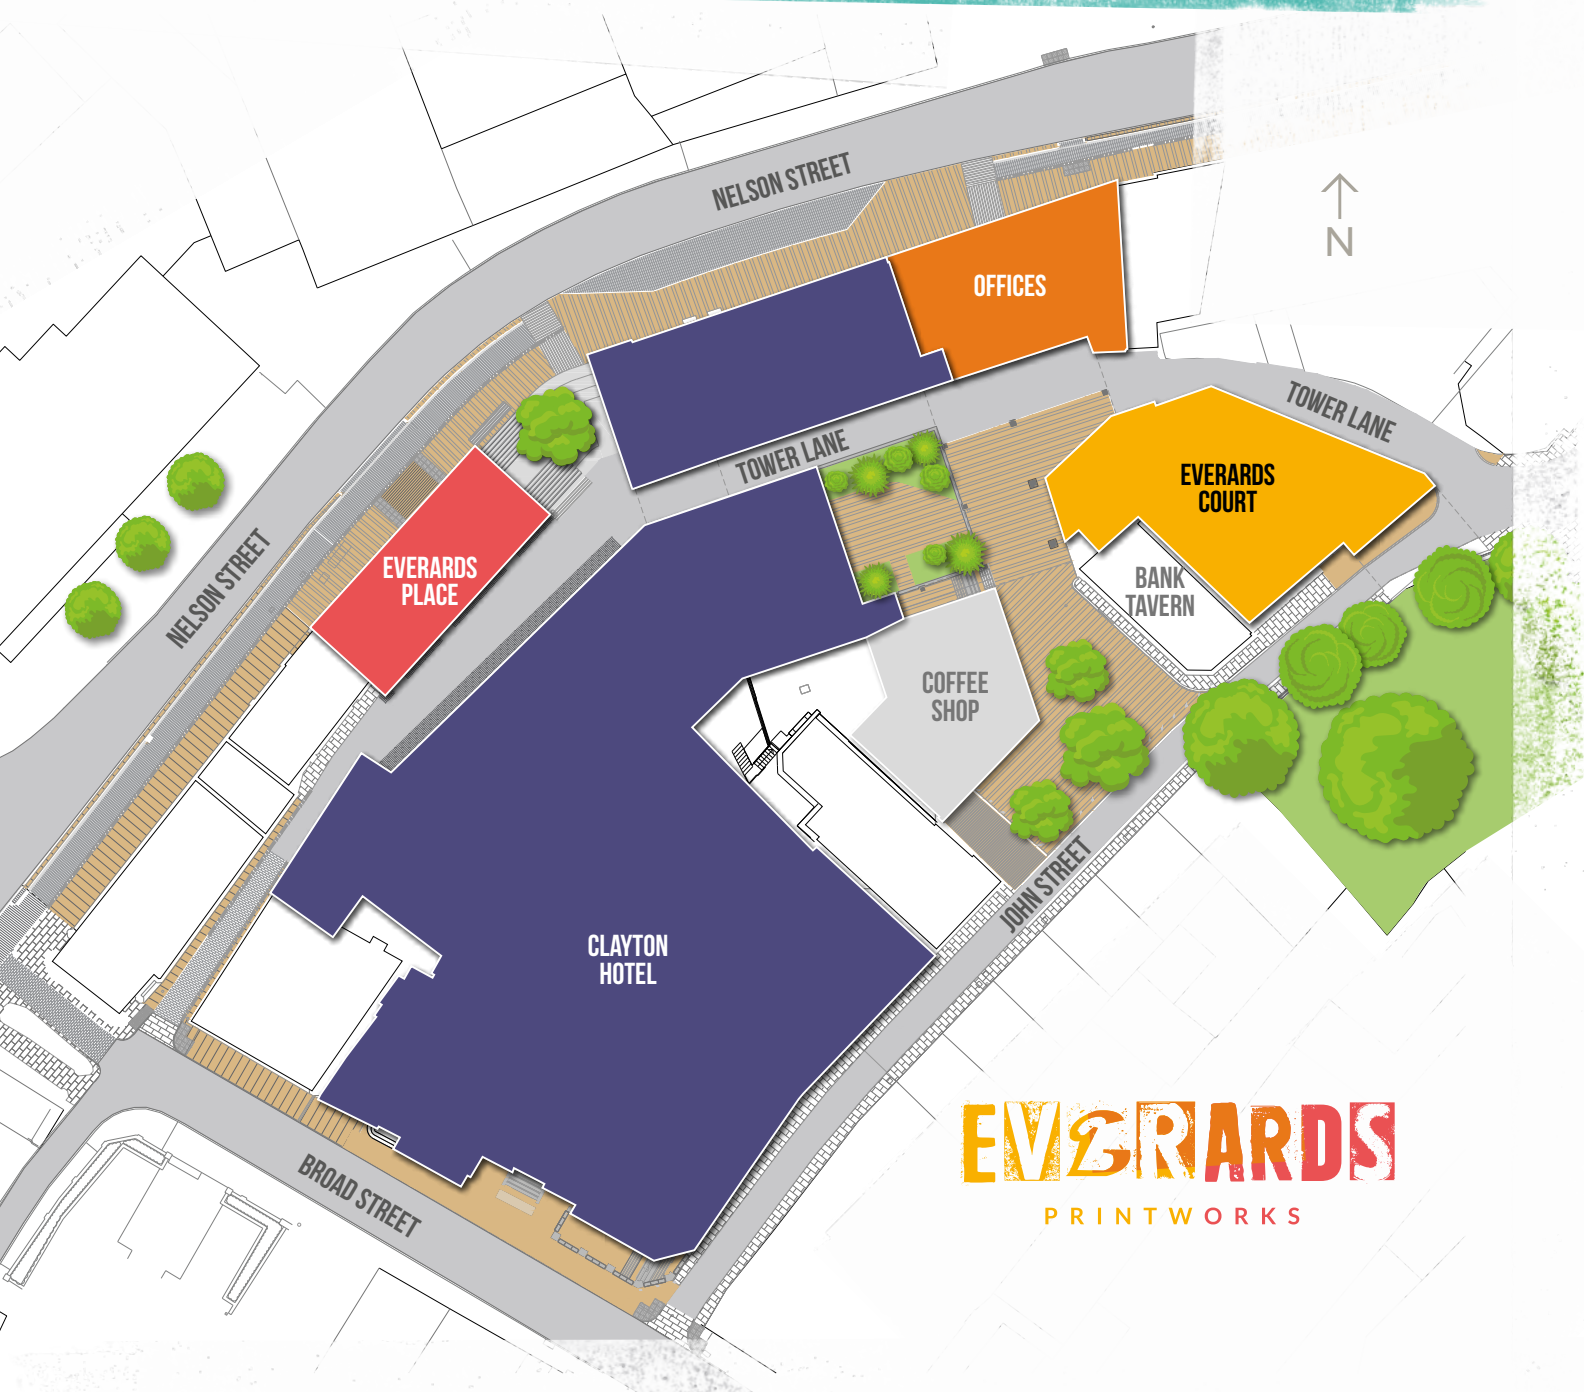 NELSON STREET
N
OFFICES
TOWER LANE
TOWER LANE
EVERARDS
COURT
EVERARDS
PLACE
NELSON STREET
BANK
TAVERN
COFFEE
SHOP
JOHN STREET
CLAYTON
HOTEL
BROAD STREET
EVERARDS
PRINTWORKS